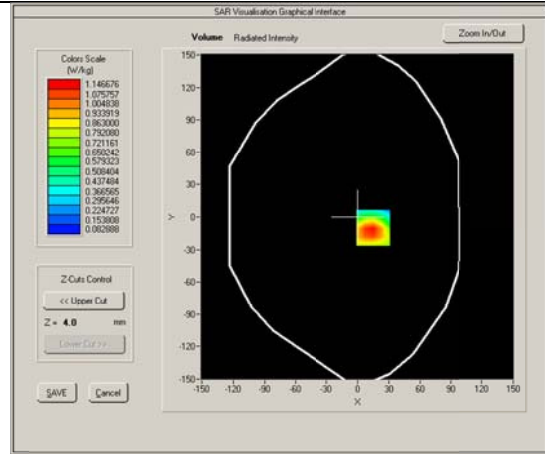 SAR Visualisation Graphical Interface
Volume Radiated Intensity
Zoom In/Out
Colors Scale
(W/kg)
1.146676
1.075757
1.004838
0.933919
0.863000
0.792080
0.721161
0.650242
0.579323
0.508404
0.437484
0.366565
0.295646
0.224727
0.153808
0.082888
Z-Cuts Control
<< Upper Cut
Z = 4.0 mm
Lower Cut >>
SAVE Cancel
150-
120-
90-
60-
30-
0-
-30-
-60-
-90-
-120-
-150-
Y
-150 -120 -90 -60 -30 0 30 60 90 120 150
X